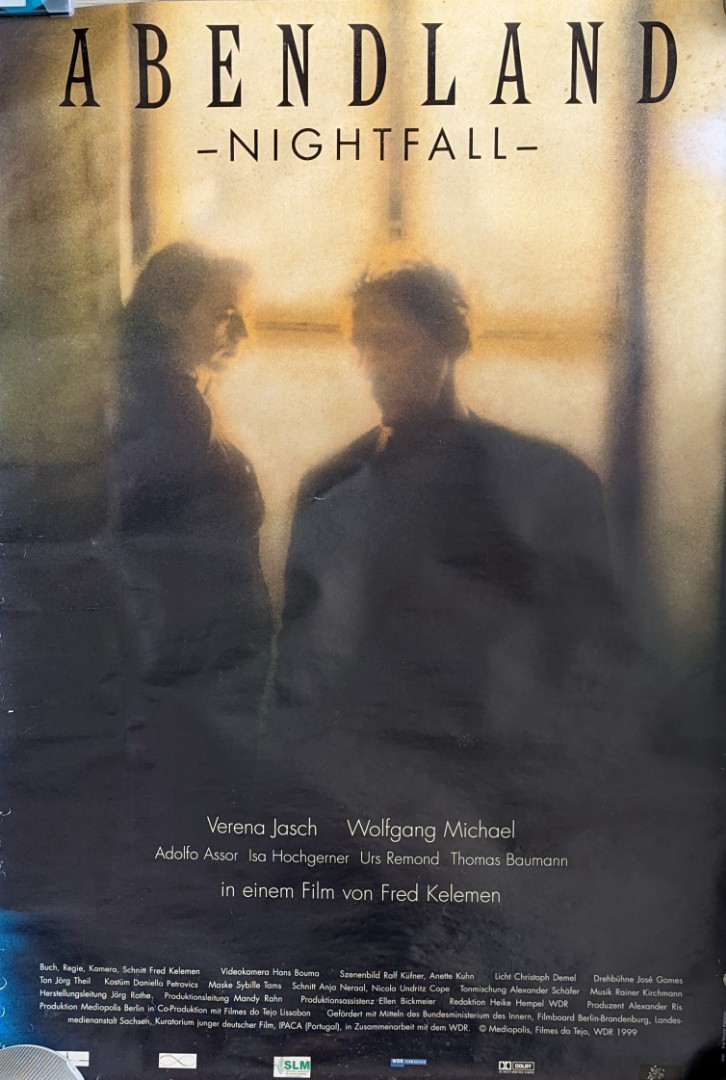 ABENDLAND
–NIGHTFALL–
Verena Jasch Wolfgang Michael
Adolfo Assor Isa Hochgerner Urs Remond Thomas Baumann
in einem Film von Fred Kelemen
Buch, Regie, Kamera, Schnitt Fred Kelemen Videokamera Hans Bouma Szenenbild Ralf Küfner, Anette Kuhn Licht Christoph Demel Drehbühne José Gomes
Ton Jörg Theil Kostüm Daniella Petrovics Maske Sybille Tams Schnitt Anja Neraal, Nicola Undritz Cope Tonmischung Alexander Schäfer Musik Rainer Kirchmann
Herstellungsleitung Jörg Rothe, Produktionsleitung Mandy Rahn Produktionsassistenz Ellen Bickmeier Redaktion Heike Hempel WDR Produzent Alexander Ris
Produktion Mediopolis Berlin in Co-Produktion mit Filmes do Tejo Lissabon Gefördert mit Mitteln des Bundesministerium des Innern, Filmboard Berlin-Brandenburg, Landes-
medienanstalt Sachsen, Kuratorium junger deutscher Film, IPACA (Portugal), in Zusammenarbeit mit dem WDR. © Mediopolis, Filmes do Tejo, WDR 1999
SLM
WDR
DOLBY